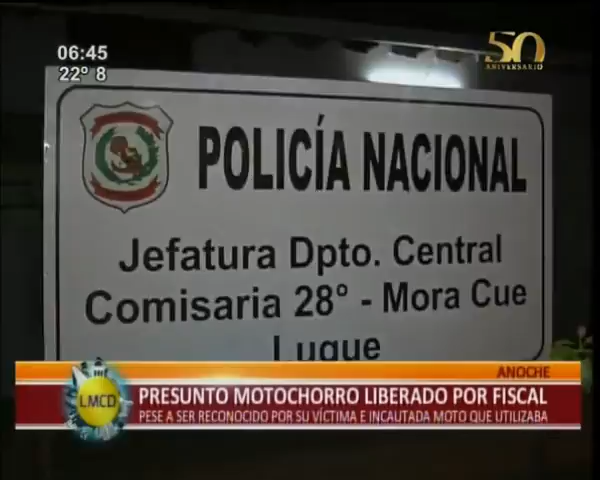 06:45
22º 8
50
ANIVERSARIO
POLICÍA NACIONAL
Jefatura Dpto. Central
Comisaria 28° - Mora Cue
Luque
ANOCHE
LMCD
PRESUNTO MOTOCHORRO LIBERADO POR FISCAL
PESE A SER RECONOCIDO POR SU VÍCTIMA E INCAUTADA MOTO QUE UTILIZABA